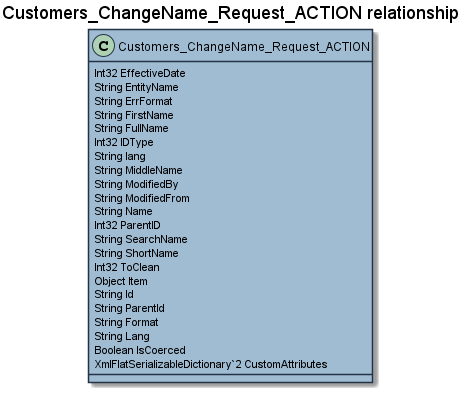 Customers_ChangeName_Request_ACTION relationship
C Customers_ChangeName_Request_ACTION
Int32 EffectiveDate
String EntityName
String ErrFormat
String FirstName
String FullName
Int32 IDType
String lang
String MiddleName
String ModifiedBy
String ModifiedFrom
String Name
Int32 ParentID
String SearchName
String ShortName
Int32 ToClean
Object Item
String Id
String ParentId
String Format
String Lang
Boolean IsCoerced
XmlFlatSerializableDictionary`2 CustomAttributes